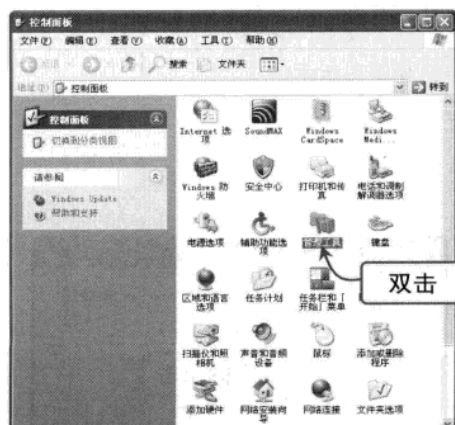 控制面板
文件(F) 编辑(E) 查看(V) 收藏(A) 工具(T) 帮助(H)
搜索 文件夹
控制面板 转到
控制面板
切换到分类视图
请参阅
Windows Update
帮助和支持
Internet 选项
SoundMAX
Windows CardSpace
Windows Medi...
Windows 防火墙
安全中心
打印机和传真
电话和调制解调器选项
电源选项
辅助功能选项
管理工具
键盘
双击
区域和语言选项
任务计划
任务栏和「开始」菜单
扫描仪和照相机
声音和音频设备
鼠标
添加或删除程序
添加硬件
网络安装向导
网络连接
文件夹选项